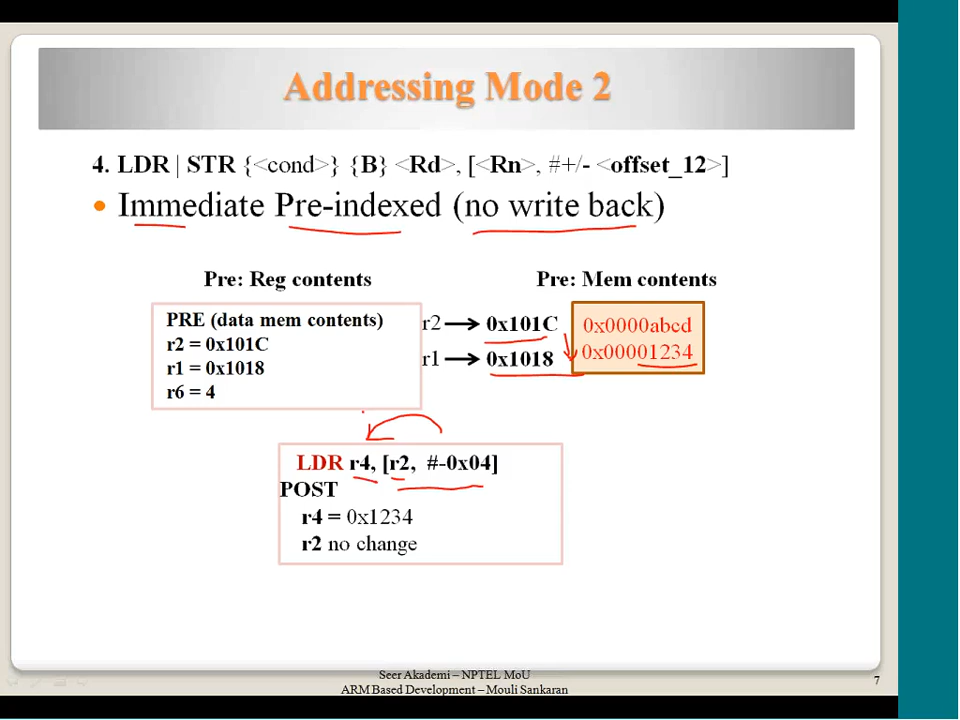 Addressing Mode 2
4. LDR | STR {<cond>} {B} <Rd>, [<Rn>, #+/- <offset_12>]
• Immediate Pre-indexed (no write back)
Pre: Reg contents
Pre: Mem contents
PRE (data mem contents)
r2 = 0x101C
r1 = 0x1018
r6 = 4
r2 → 0x101C 0x0000abcd
r1 → 0x1018 0x00001234
LDR r4, [r2, #-0x04]
POST
r4 = 0x1234
r2 no change
Seer Akademi – NPTEL MoU
ARM Based Development – Mouli Sankaran
7